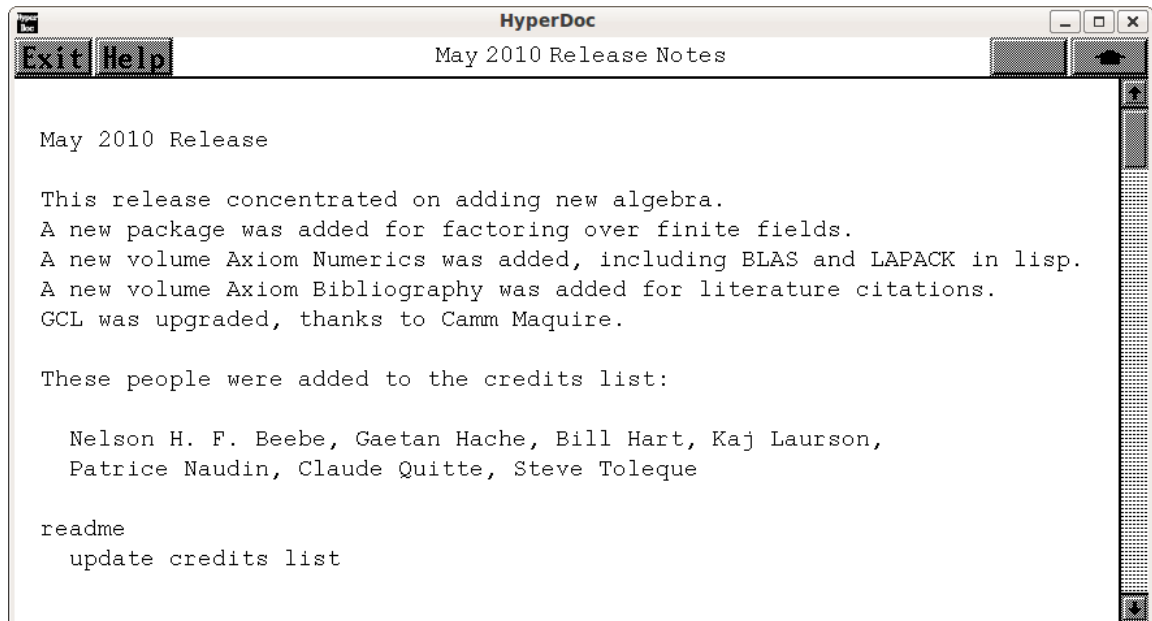 Hyper
Doc
HyperDoc
Exit Help
May 2010 Release Notes
May 2010 Release
This release concentrated on adding new algebra.
A new package was added for factoring over finite fields.
A new volume Axiom Numerics was added, including BLAS and LAPACK in lisp.
A new volume Axiom Bibliography was added for literature citations.
GCL was upgraded, thanks to Camm Maquire.
These people were added to the credits list:
Nelson H. F. Beebe, Gaetan Hache, Bill Hart, Kaj Laurson,
Patrice Naudin, Claude Quitte, Steve Toleque
readme
update credits list